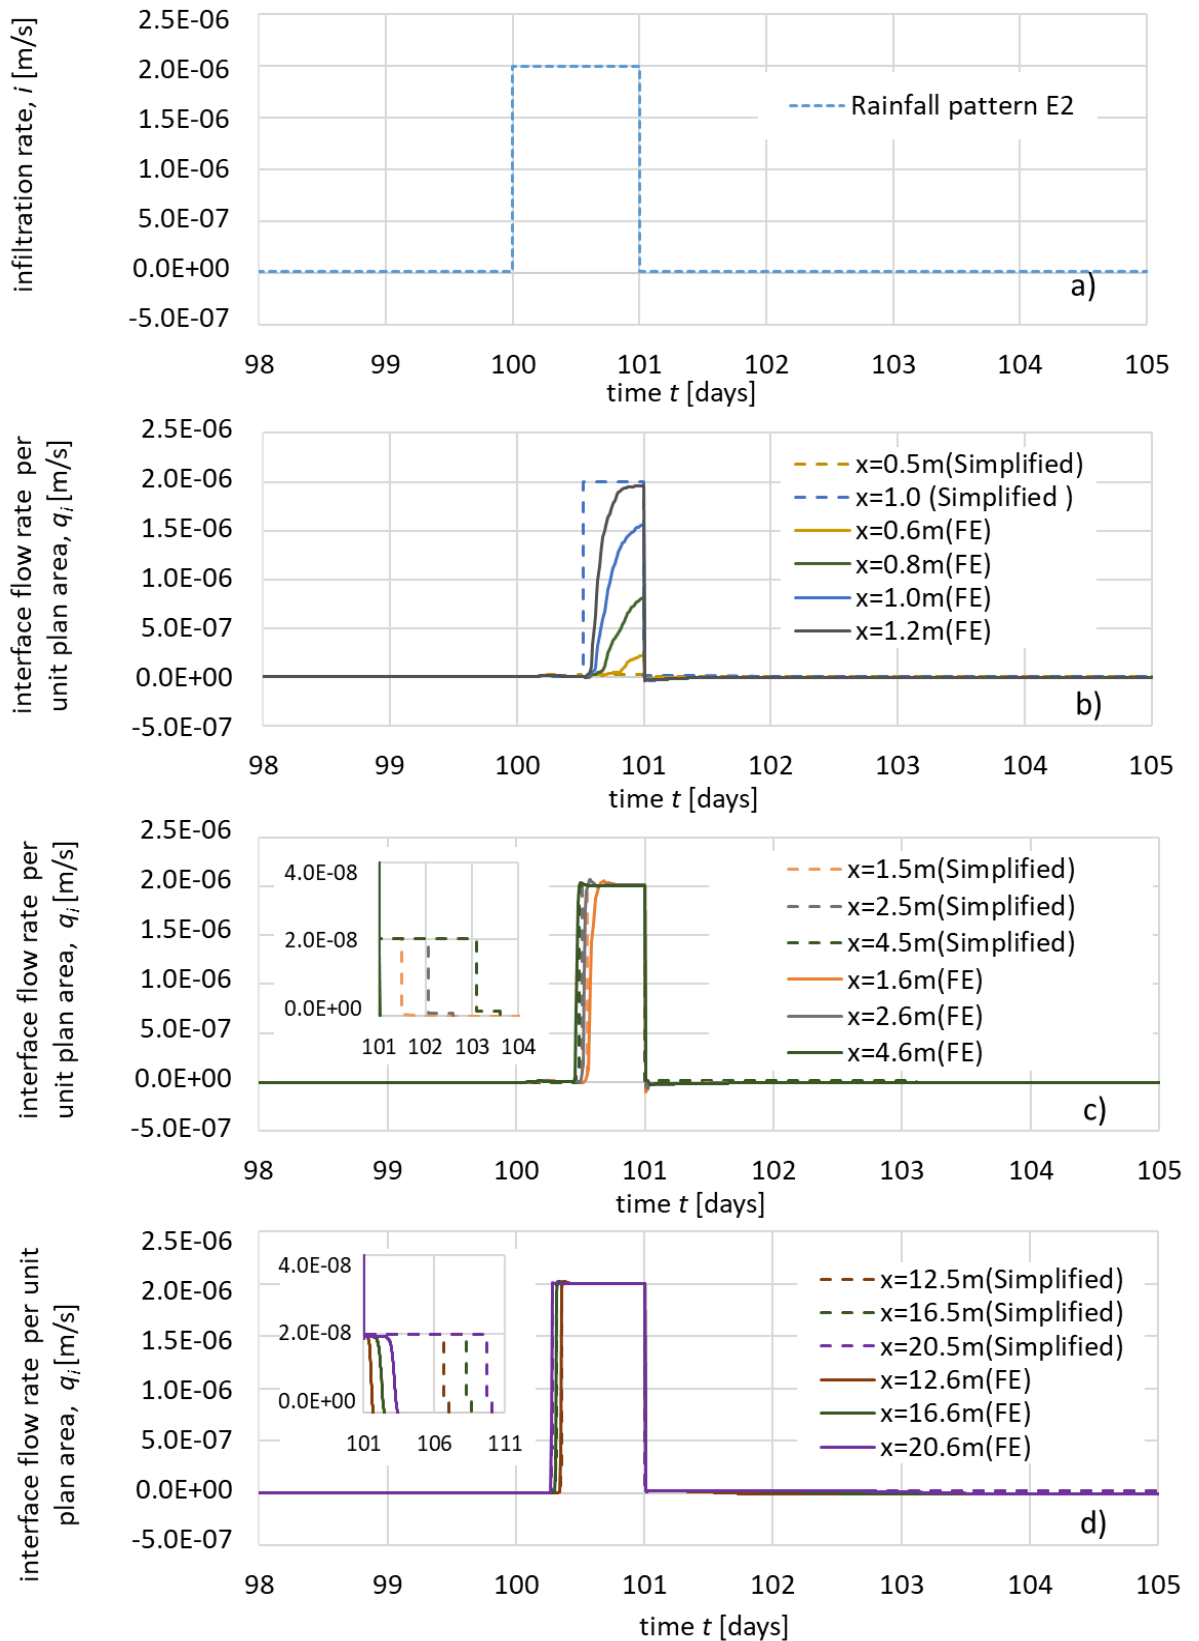 infiltration rate, i [m/s]
2.5E-06
2.0E-06
1.5E-06
1.0E-06
5.0E-07
0.0E+00
-5.0E-07
Rainfall pattern E2
a)
98 99 100 101 102 103 104 105
time t [days]
interface flow rate per
unit plan area, qi [m/s]
2.5E-06
2.0E-06
1.5E-06
1.0E-06
5.0E-07
0.0E+00
-5.0E-07
x=0.5m(Simplified)
x=1.0 (Simplified )
x=0.6m(FE)
x=0.8m(FE)
x=1.0m(FE)
x=1.2m(FE)
b)
98 99 100 101 102 103 104 105
time t [days]
interface flow rate per
unit plan area, qi [m/s]
2.5E-06
2.0E-06
1.5E-06
1.0E-06
5.0E-07
0.0E+00
-5.0E-07
4.0E-08
2.0E-08
0.0E+00
101 102 103 104
x=1.5m(Simplified)
x=2.5m(Simplified)
x=4.5m(Simplified)
x=1.6m(FE)
x=2.6m(FE)
x=4.6m(FE)
c)
98 99 100 101 102 103 104 105
time t [days]
interface flow rate per unit
plan area, qi [m/s]
2.5E-06
2.0E-06
1.5E-06
1.0E-06
5.0E-07
0.0E+00
-5.0E-07
4.0E-08
2.0E-08
0.0E+00
101 106 111
x=12.5m(Simplified)
x=16.5m(Simplified)
x=20.5m(Simplified)
x=12.6m(FE)
x=16.6m(FE)
x=20.6m(FE)
d)
98 99 100 101 102 103 104 105
time t [days]